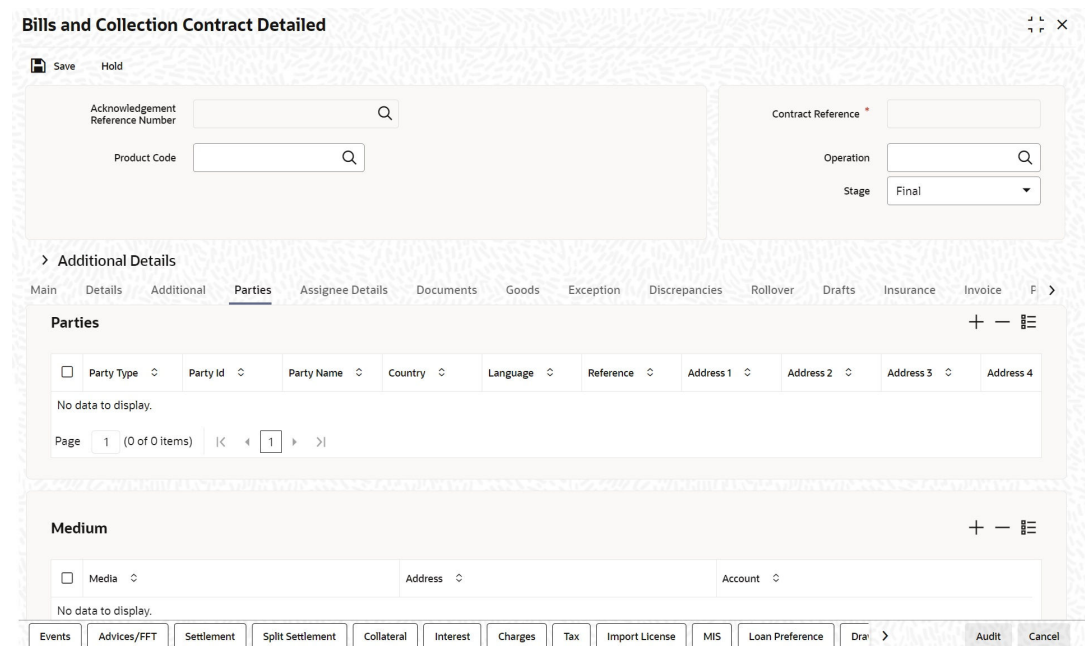 Bills and Collection Contract Detailed
Save Hold
Acknowledgement
Reference Number
Contract Reference *
Product Code
Operation
Stage Final
Additional Details
Main Details Additional Parties Assignee Details Documents Goods Exception Discrepancies Rollover Drafts Insurance Invoice P
Parties
Party Type Party Id Party Name Country Language Reference Address 1 Address 2 Address 3 Address 4
No data to display.
Page 1 (0 of 0 items) 1
Medium
Media Address Account
No data to display.
Events Advices/FFT Settlement Split Settlement Collateral Interest Charges Tax Import License MIS Loan Preference Dra Audit Cancel